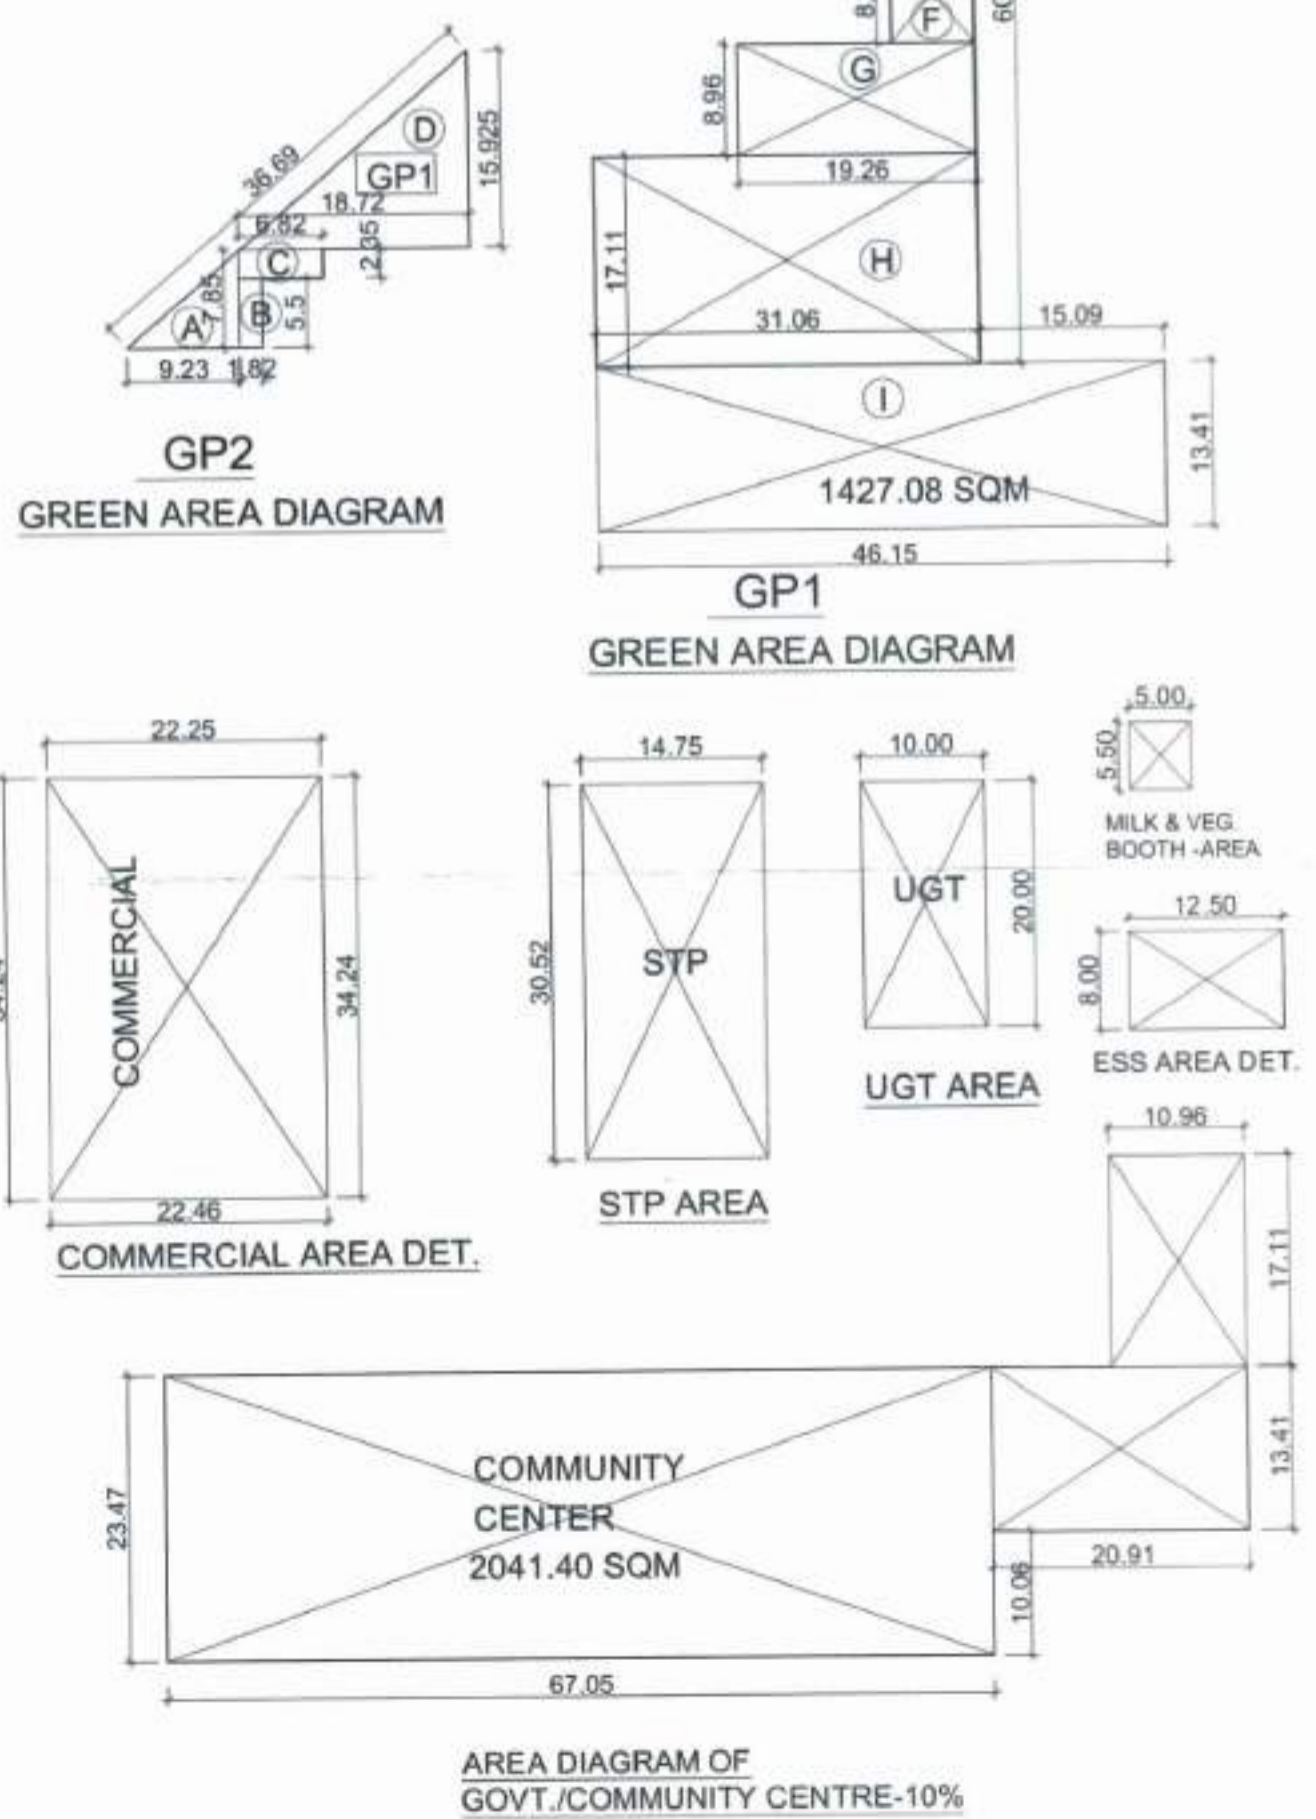 36.69
D
GP1
15.925
18.72
6.82
2.35
C
7.85
A
B
5.5
9.23
1.82
GP2
GREEN AREA DIAGRAM
F
G
8.96
19.26
17.11
H
31.06
15.09
I
13.41
1427.08 SQM
46.15
GP1
GREEN AREA DIAGRAM
22.25
COMMERCIAL
34.24
22.46
COMMERCIAL AREA DET.
14.75
30.52
STP
STP AREA
10.00
UGT
20.00
UGT AREA
5.00
5.50
MILK & VEG.
BOOTH -AREA
12.50
8.00
ESS AREA DET.
10.96
17.11
13.41
20.91
10.06
23.47
COMMUNITY
CENTER
2041.40 SQM
67.05
AREA DIAGRAM OF
GOVT./COMMUNITY CENTRE-10%